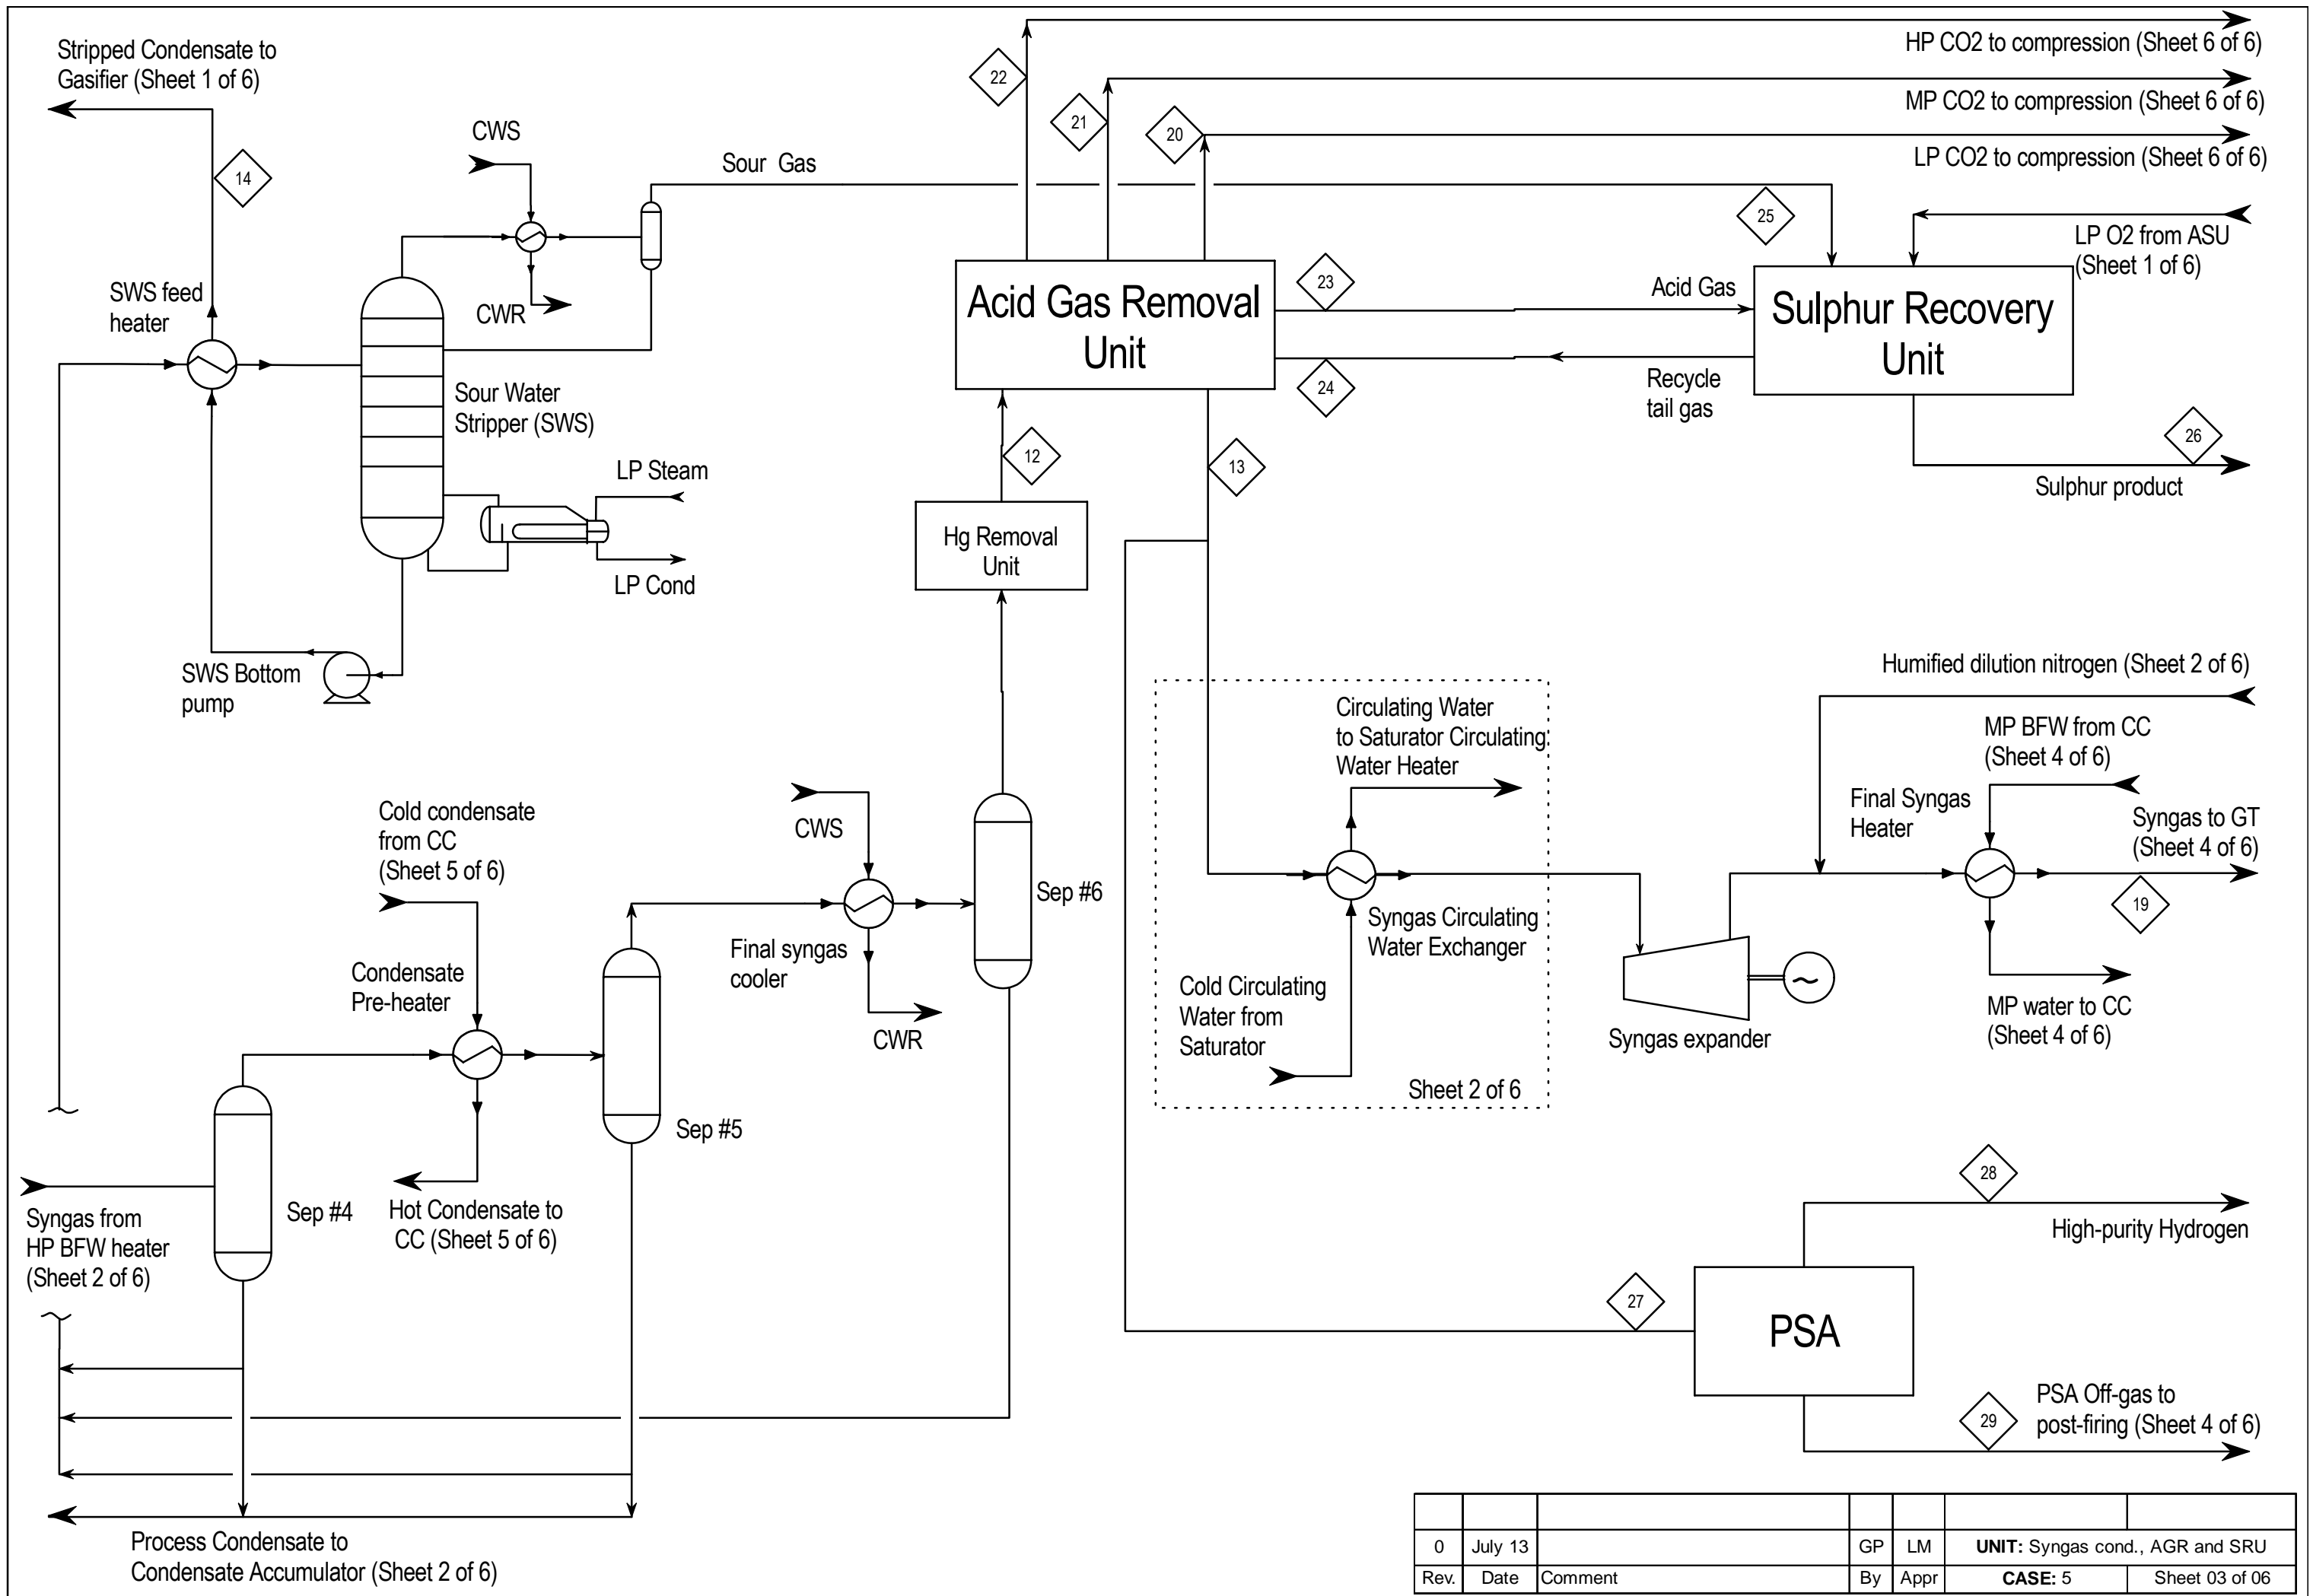 HP CO2 to compression (Sheet 6 of 6)
Stripped Condensate to
Gasifier (Sheet 1 of 6)
22
MP CO2 to compression (Sheet 6 of 6)
21
20
CWS
LP CO2 to compression (Sheet 6 of 6)
Sour Gas
14
25
LP O2 from ASU
(Sheet 1 of 6)
SWS feed
heater
CWR
Acid Gas Removal
Unit
23
Acid Gas
Sulphur Recovery
Unit
24
Recycle
tail gas
Sour Water
Stripper (SWS)
12
13
26
LP Steam
Sulphur product
Hg Removal
Unit
LP Cond
SWS Bottom
pump
Humified dilution nitrogen (Sheet 2 of 6)
Circulating Water
to Saturator Circulating
Water Heater
MP BFW from CC
(Sheet 4 of 6)
Cold condensate
from CC
(Sheet 5 of 6)
CWS
Final Syngas
Heater
Syngas to GT
(Sheet 4 of 6)
Sep #6
19
Syngas Circulating
Water Exchanger
Final syngas
cooler
Condensate
Pre-heater
Cold Circulating
Water from
Saturator
MP water to CC
(Sheet 4 of 6)
CWR
Syngas expander
Sheet 2 of 6
Sep #5
28
Syngas from
HP BFW heater
(Sheet 2 of 6)
Sep #4
Hot Condensate to
CC (Sheet 5 of 6)
High-purity Hydrogen
27
PSA
29
PSA Off-gas to
post-firing (Sheet 4 of 6)
Process Condensate to
Condensate Accumulator (Sheet 2 of 6)
0 July 13 GP LM UNIT: Syngas cond., AGR and SRU
Rev. Date Comment By Appr CASE: 5 Sheet 03 of 06